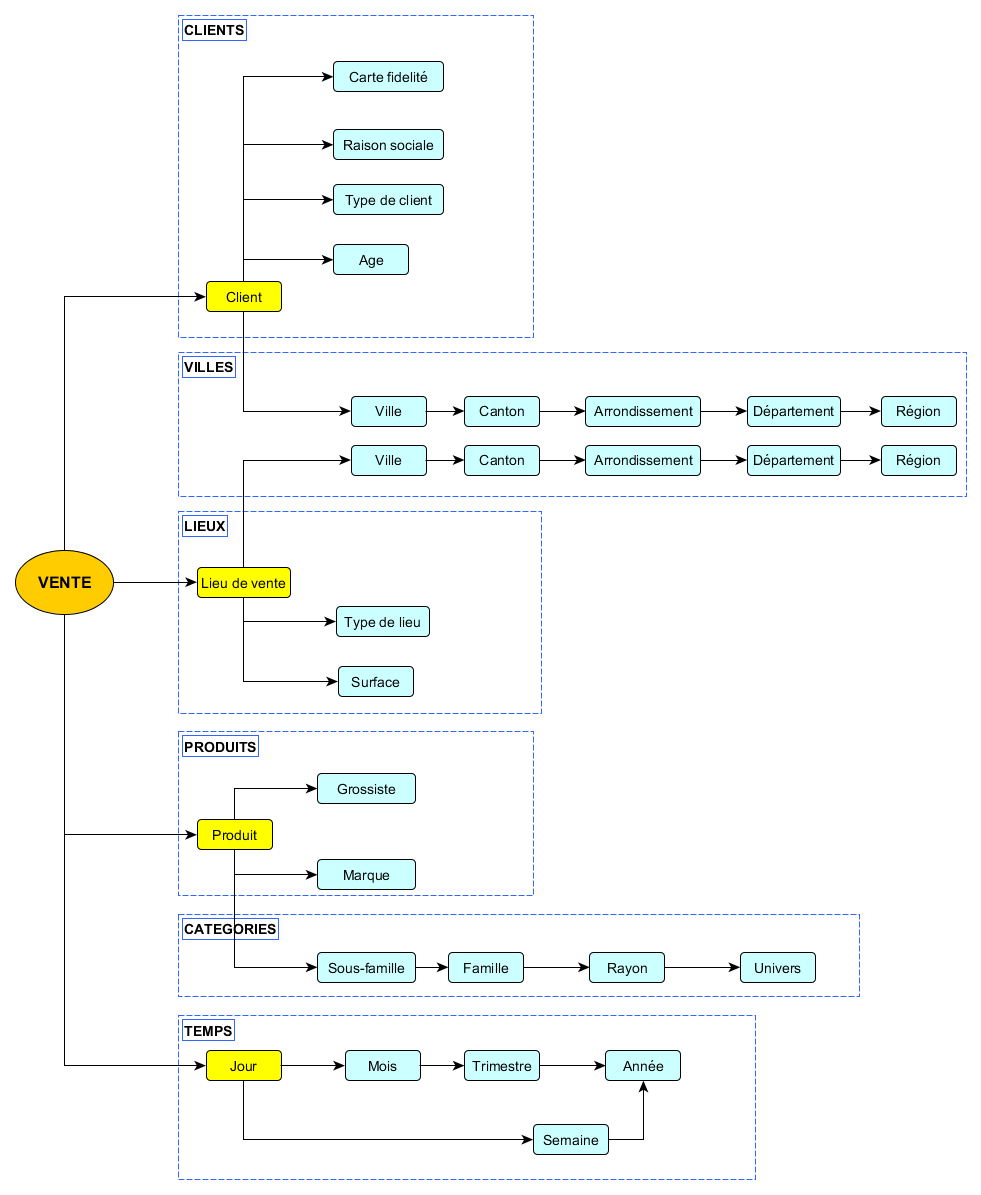 CLIENTS
Carte fidelité
Raison sociale
Type de client
Age
Client
VILLES
Ville Canton Arrondissement Département Région
Ville Canton Arrondissement Département Région
LIEUX
VENTE
Lieu de vente
Type de lieu
Surface
PRODUITS
Grossiste
Produit
Marque
CATEGORIES
Sous-famille Famille Rayon Univers
TEMPS
Jour Mois Trimestre Année
Semaine